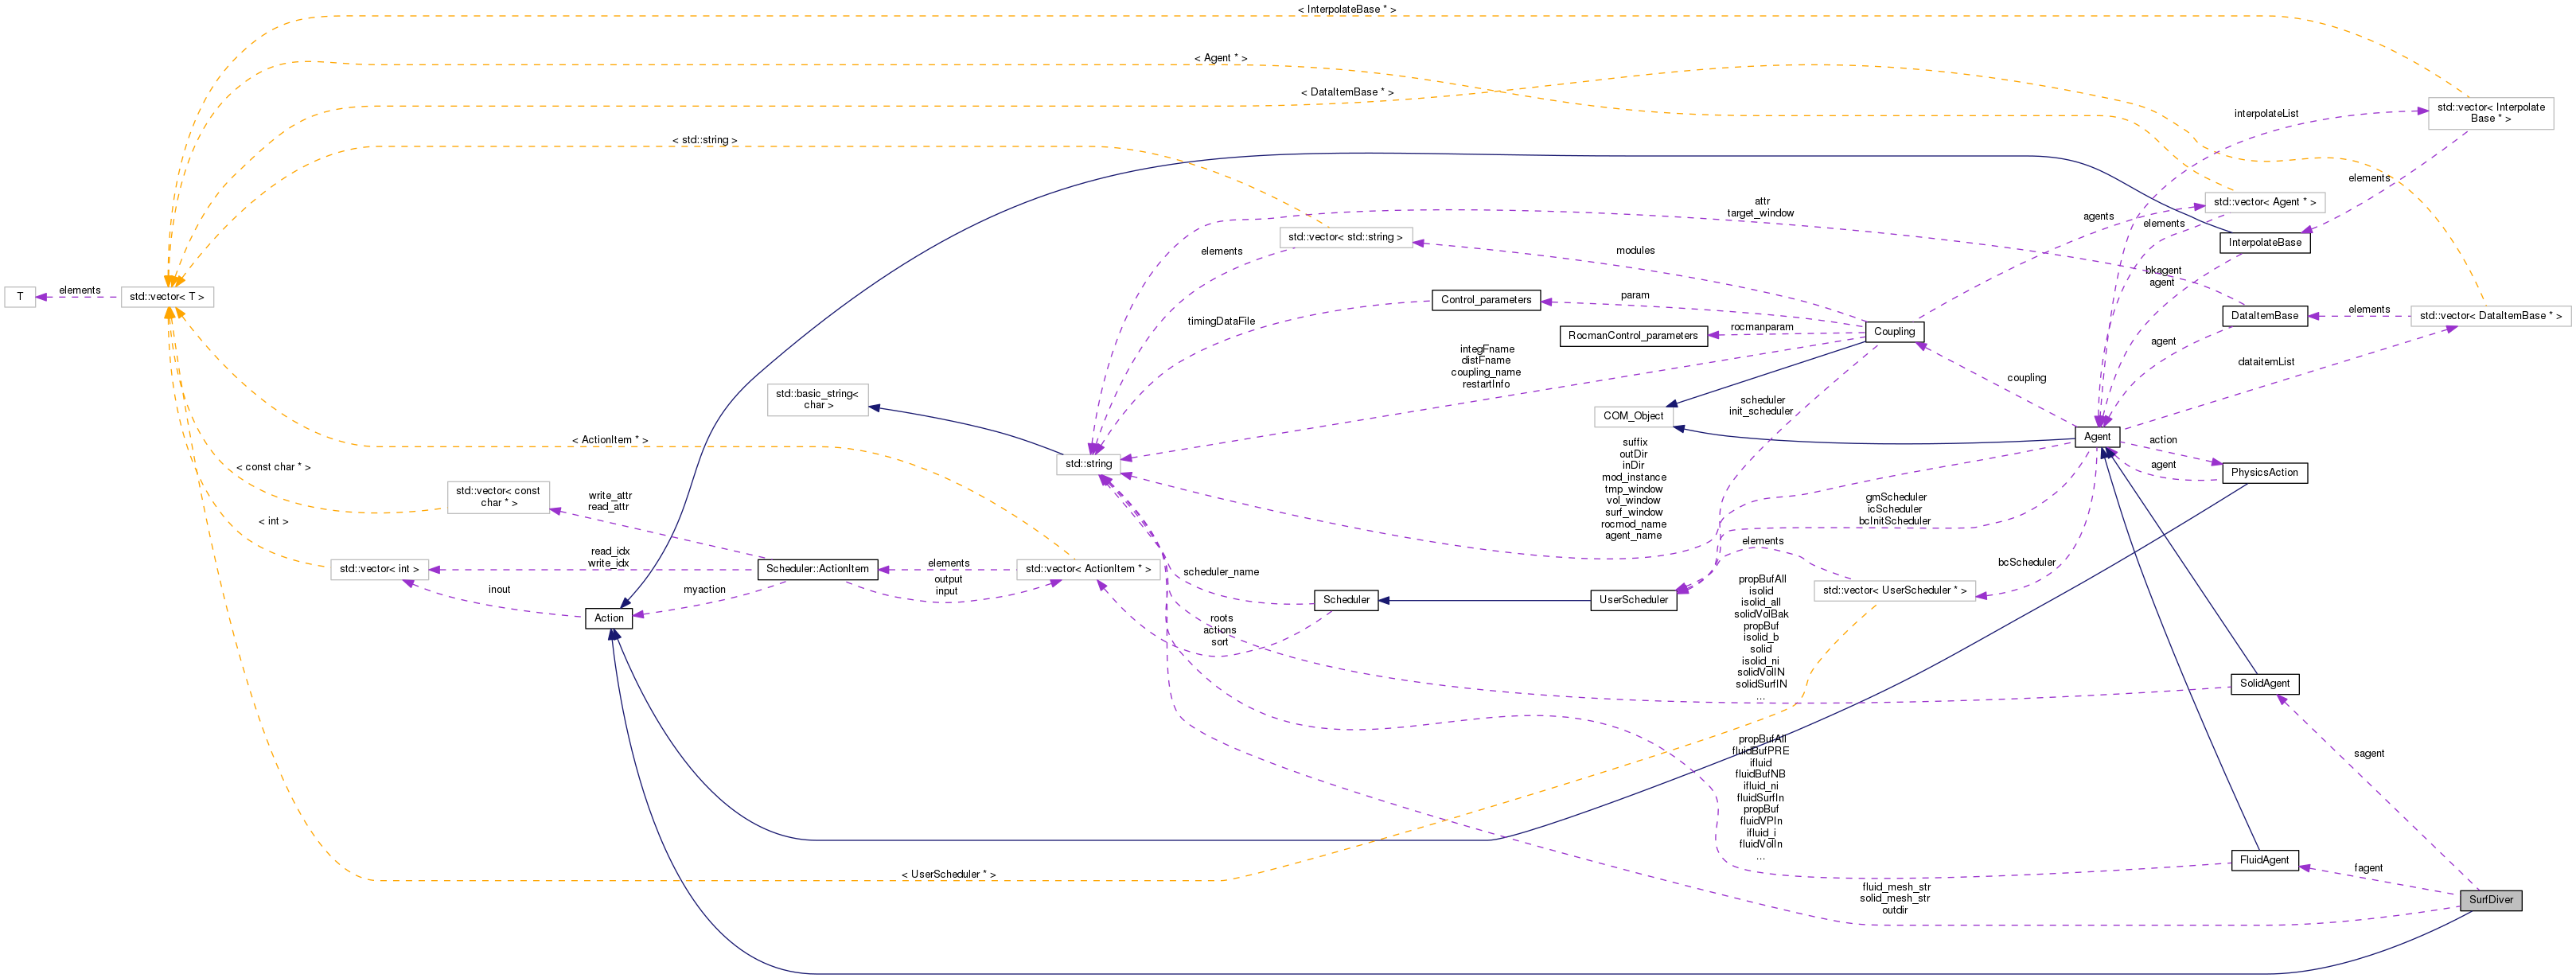 < InterpolateBase * >
< Agent * >
< DataItemBase * >
< std::string >
std::vector< Interpolate
Base * >
interpolateList
elements
std::vector< Agent * >
attr
target_window
agents
elements
std::vector< std::string >
elements
modules
InterpolateBase
bkagent
agent
T
elements
std::vector< T >
Control_parameters
param
timingDataFile
RocmanControl_parameters
rocmanparam
Coupling
DataItemBase
elements
std::vector< DataItemBase * >
agent
dataitemList
integFname
distFname
coupling_name
restartInfo
coupling
std::basic_string<
char >
scheduler
init_scheduler
COM_Object
Agent
action
agent
PhysicsAction
< ActionItem * >
< const char * >
std::string
suffix
outDir
inDir
mod_instance
tmp_window
vol_window
surf_window
rocmod_name
agent_name
std::vector< const
char * >
write_attr
read_attr
gmScheduler
icScheduler
bcInitScheduler
< int >
elements
bcScheduler
std::vector< int >
read_idx
write_idx
Scheduler::ActionItem
elements
std::vector< ActionItem * >
scheduler_name
output
input
inout
myaction
Action
Scheduler
UserScheduler
std::vector< UserScheduler * >
roots
actions
sort
propBufAll
isolid
isolid_all
solidVolBak
propBuf
isolid_b
solid
isolid_ni
solidVolIN
solidSurfIN
...
SolidAgent
sagent
propBufAll
fluidBufPRE
ifluid
fluidBufNB
ifluid_ni
fluidSurfIn
propBuf
fluidVPIn
ifluid_i
fluidVolIn
...
FluidAgent
fagent
< UserScheduler * >
fluid_mesh_str
solid_mesh_str
outdir
SurfDiver